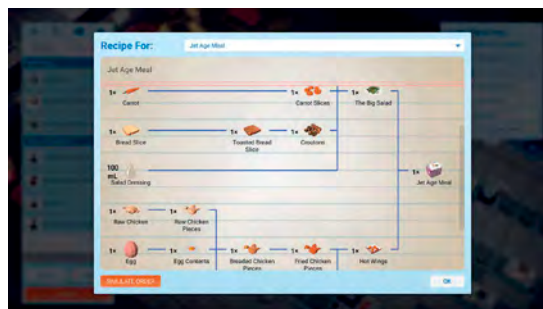 Recipe For:
Jet Age Meal
Jet Age Meal
1x
1x
1x
Carrot
Carrot Slices
The Big Salad
1x
1x
1x
Bread Slice
Toasted Bread
Slice
Croutons
100
mL
Salad Dressing
1x
Jet Age Meal
1x
1x
Raw Chicken
Raw Chicken
Pieces
1x
1x
1x
1x
1x
Egg
Egg Contents
Breaded Chicken
Pieces
Fried Chicken
Pieces
Hot Wings
SIMULATE ORDER
OK